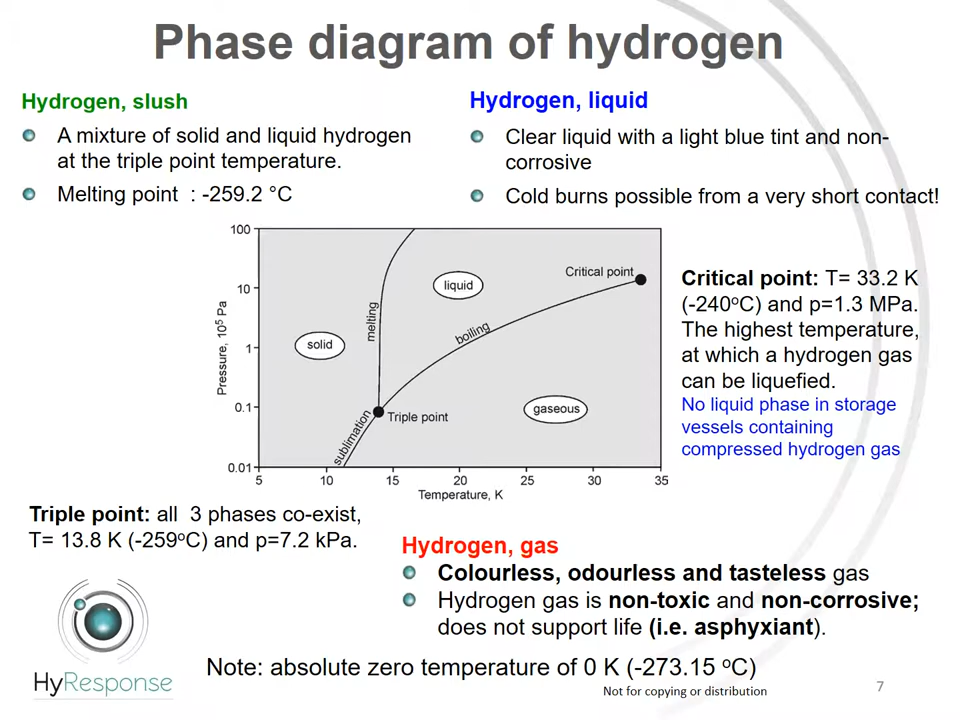 Phase diagram of hydrogen
Hydrogen, slush
A mixture of solid and liquid hydrogen
at the triple point temperature.
Melting point : -259.2 °C
Hydrogen, liquid
Clear liquid with a light blue tint and non-
corrosive
Cold burns possible from a very short contact!
100
10
1
0.1
0.01
Pressure, 10⁵ Pa
5
10
15
20
25
30
35
Temperature, K
solid
melting
liquid
boiling
Critical point
Triple point
sublimation
gaseous
Critical point: T= 33.2 K
(-240ºC) and p=1.3 MPa.
The highest temperature,
at which a hydrogen gas
can be liquefied.
No liquid phase in storage
vessels containing
compressed hydrogen gas
Triple point: all 3 phases co-exist,
T= 13.8 K (-259ºC) and p=7.2 kPa.
Hydrogen, gas
Colourless, odourless and tasteless gas
Hydrogen gas is non-toxic and non-corrosive;
does not support life (i.e. asphyxiant).
Note: absolute zero temperature of 0 K (-273.15 ºC)
HyResponse
Not for copying or distribution
7